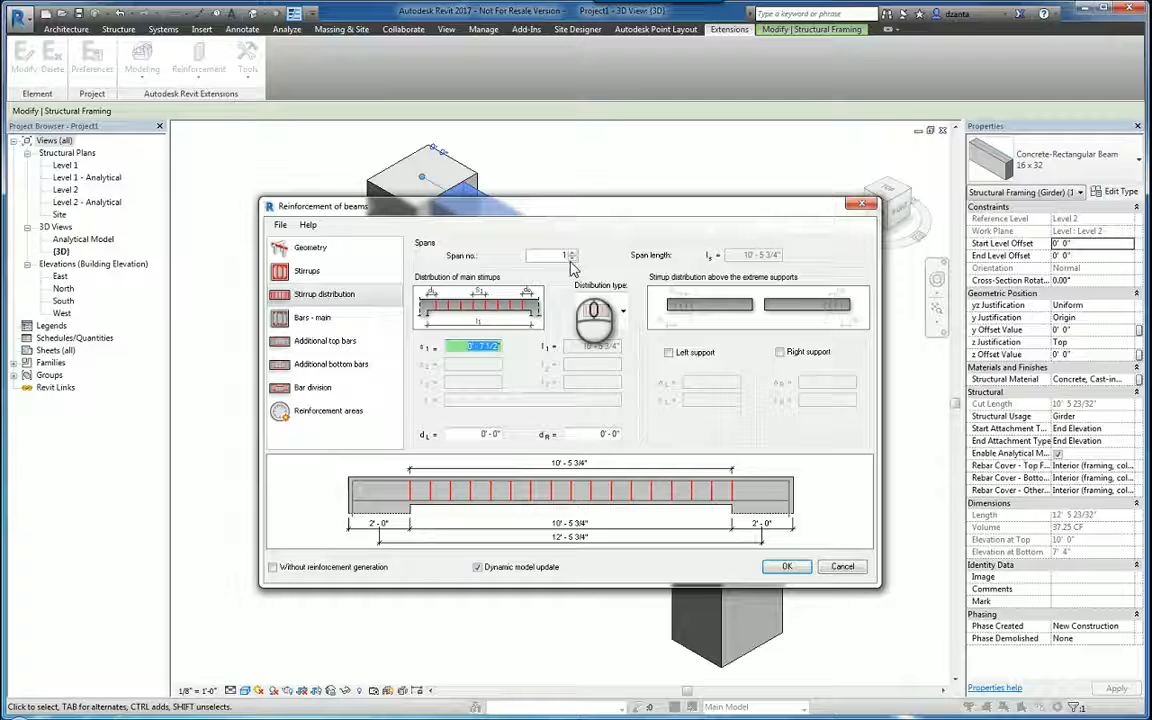 Autodesk Revit 2017 - Not For Resale Version - Project1 - 3D View: {3D}
Type a keyword or phrase
dzanta
Architecture Structure Systems Insert Annotate Analyze Massing & Site Collaborate View Manage Add-Ins Site Designer Autodesk Point Layout Extensions Modify | Structural Framing
Modify Delete Preferences Modeling Reinforcement Tools
Element Project Autodesk Revit Extensions
Modify | Structural Framing
Project Browser - Project1
Views (all)
Structural Plans
Level 1
Level 1 - Analytical
Level 2
Level 2 - Analytical
Site
3D Views
Analytical Model
{3D}
Elevations (Building Elevation)
East
North
South
West
Legends
Schedules/Quantities
Sheets (all)
Families
Groups
Revit Links
0' 0"
TOP
Reinforcement of beams
File Help
Geometry
Stirrups
Stirrup distribution
Bars - main
Additional top bars
Additional bottom bars
Bar division
Reinforcement areas
Spans
Span no.: 1
Span length: ls = 10' - 5 3/4"
Distribution of main stirrups
Distribution type:
Stirrup distribution above the extreme supports
0' - 7 1/2"
l1 = 10' - 5 3/4"
Left support
Right support
dL = 0' - 0"
dR = 0' - 0"
10' - 5 3/4"
2' - 0" 10' - 5 3/4" 2' - 0"
12' - 5 3/4"
Without reinforcement generation
Dynamic model update
OK Cancel
Properties
Concrete-Rectangular Beam
16 x 32
Structural Framing (Girder) (1 Edit Type
Constraints
Reference Level Level 2
Work Plane Level : Level 2
Start Level Offset 0' 0"
End Level Offset 0' 0"
Orientation Normal
Cross-Section Rotat... 0.00°
Geometric Position
yz Justification Uniform
y Justification Origin
y Offset Value 0' 0"
z Justification Top
z Offset Value 0' 0"
Materials and Finishes
Structural Material Concrete, Cast-in...
Structural
Cut Length 10' 5 23/32"
Structural Usage Girder
Start Attachment T... End Elevation
End Attachment Type End Elevation
Enable Analytical M...
Rebar Cover - Top F... Interior (framing, col...
Rebar Cover - Botto... Interior (framing, col...
Rebar Cover - Other... Interior (framing, col...
Dimensions
Length 12' 5 23/32"
Volume 37.25 CF
Elevation at Top 10' 0"
Elevation at Bottom 7' 4"
Identity Data
Image
Comments
Mark
Phasing
Phase Created New Construction
Phase Demolished None
Properties help
Apply
1/8" = 1'-0"
Click to select, TAB for alternates, CTRL adds, SHIFT unselects.
:0
Main Model
:1